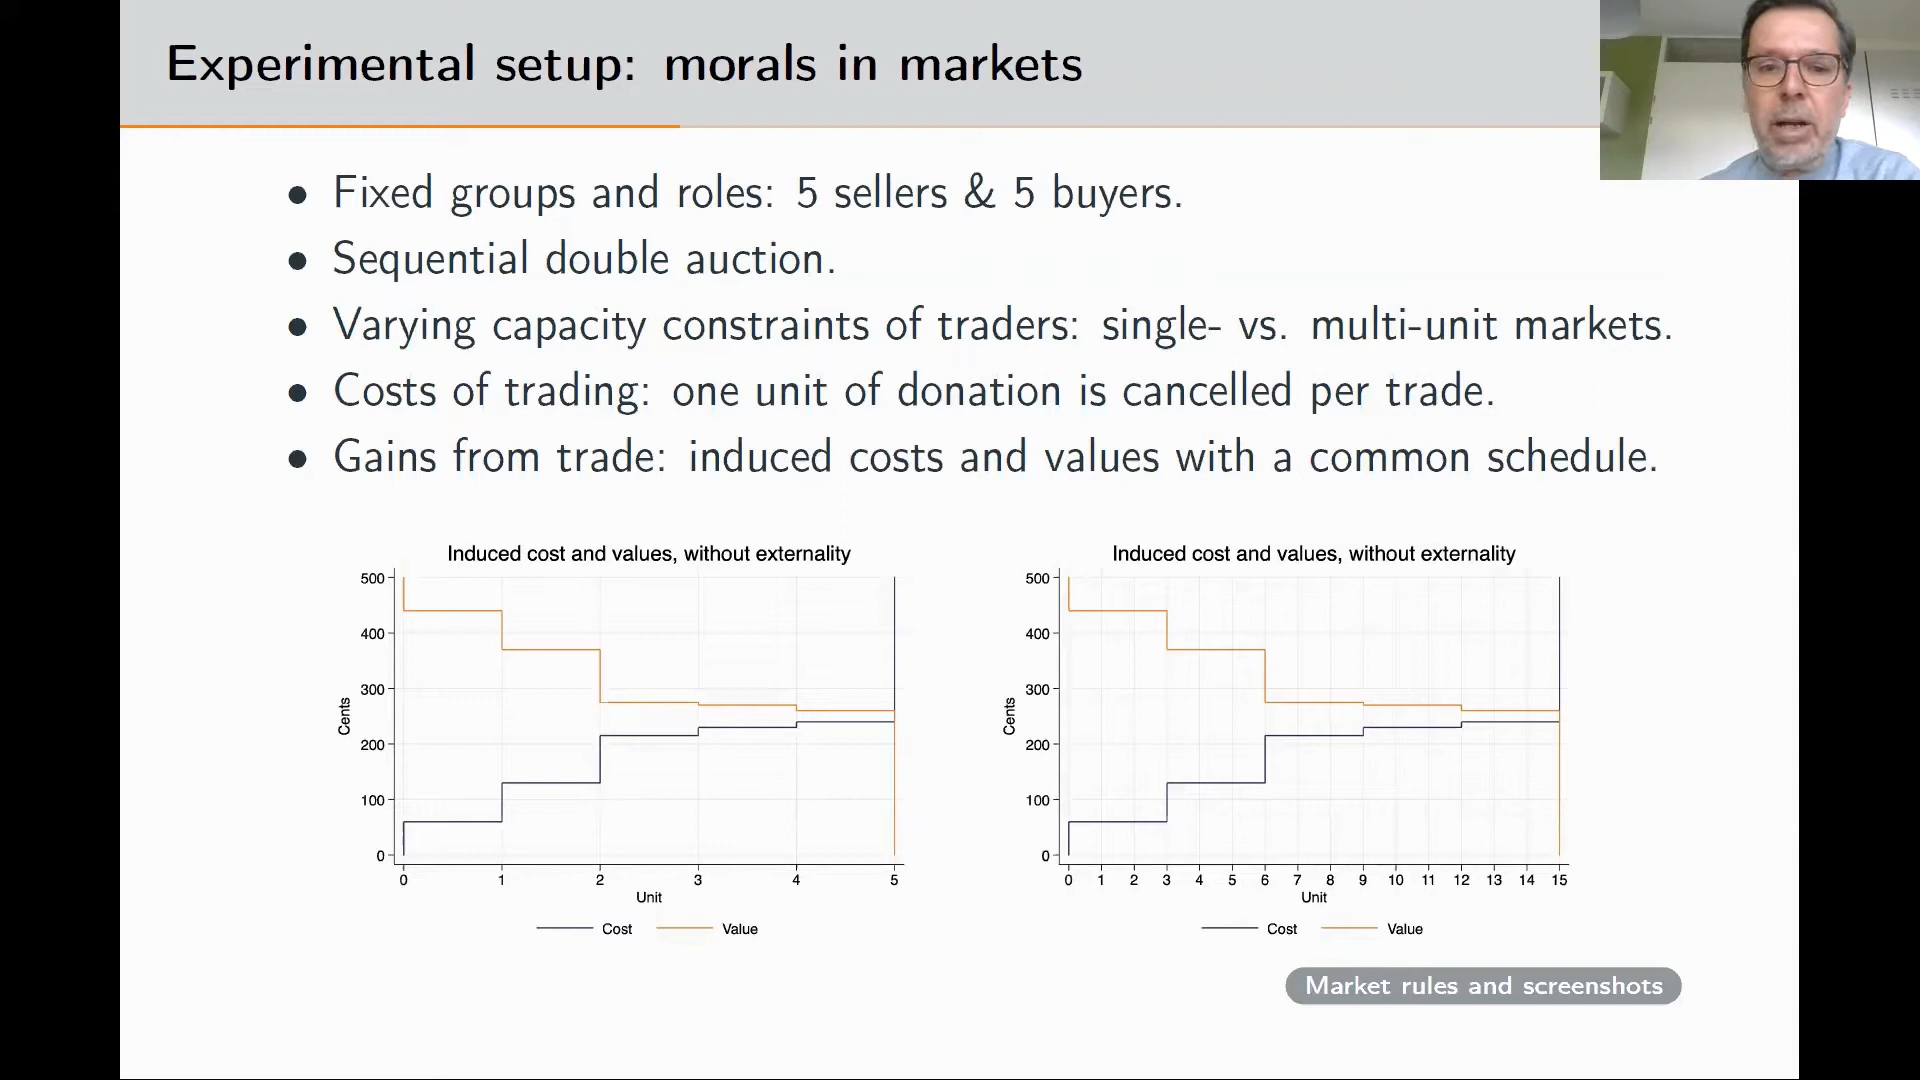 Experimental setup: morals in markets
• Fixed groups and roles: 5 sellers & 5 buyers.
• Sequential double auction.
• Varying capacity constraints of traders: single- vs. multi-unit markets.
• Costs of trading: one unit of donation is cancelled per trade.
• Gains from trade: induced costs and values with a common schedule.
Induced cost and values, without externality
500
400
300
200
100
0
Cents
0 1 2 3 4 5
Unit
Cost Value
Induced cost and values, without externality
500
400
300
200
100
0
Cents
0 1 2 3 4 5 6 7 8 9 10 11 12 13 14 15
Unit
Cost Value
Market rules and screenshots